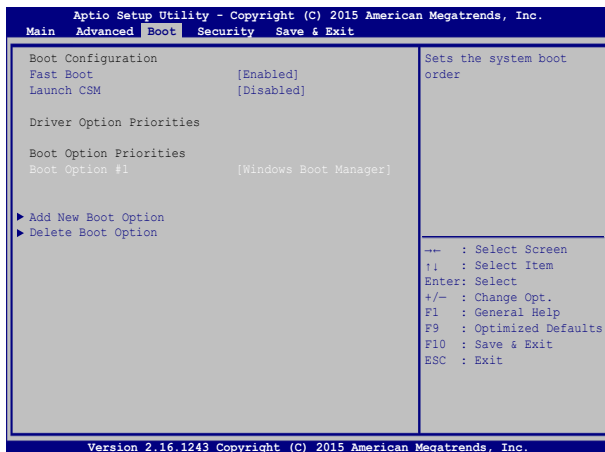 Aptio Setup Utility - Copyright (C) 2015 American Megatrends, Inc.
Main Advanced Boot Security Save & Exit
Boot Configuration
Fast Boot [Enabled]
Launch CSM [Disabled]
Driver Option Priorities
Boot Option Priorities
Boot Option #1 [Windows Boot Manager]
Add New Boot Option
Delete Boot Option
Sets the system boot
order
→← : Select Screen
↑↓ : Select Item
Enter: Select
+/— : Change Opt.
F1 : General Help
F9 : Optimized Defaults
F10 : Save & Exit
ESC : Exit
Version 2.16.1243 Copyright (C) 2015 American Megatrends, Inc.